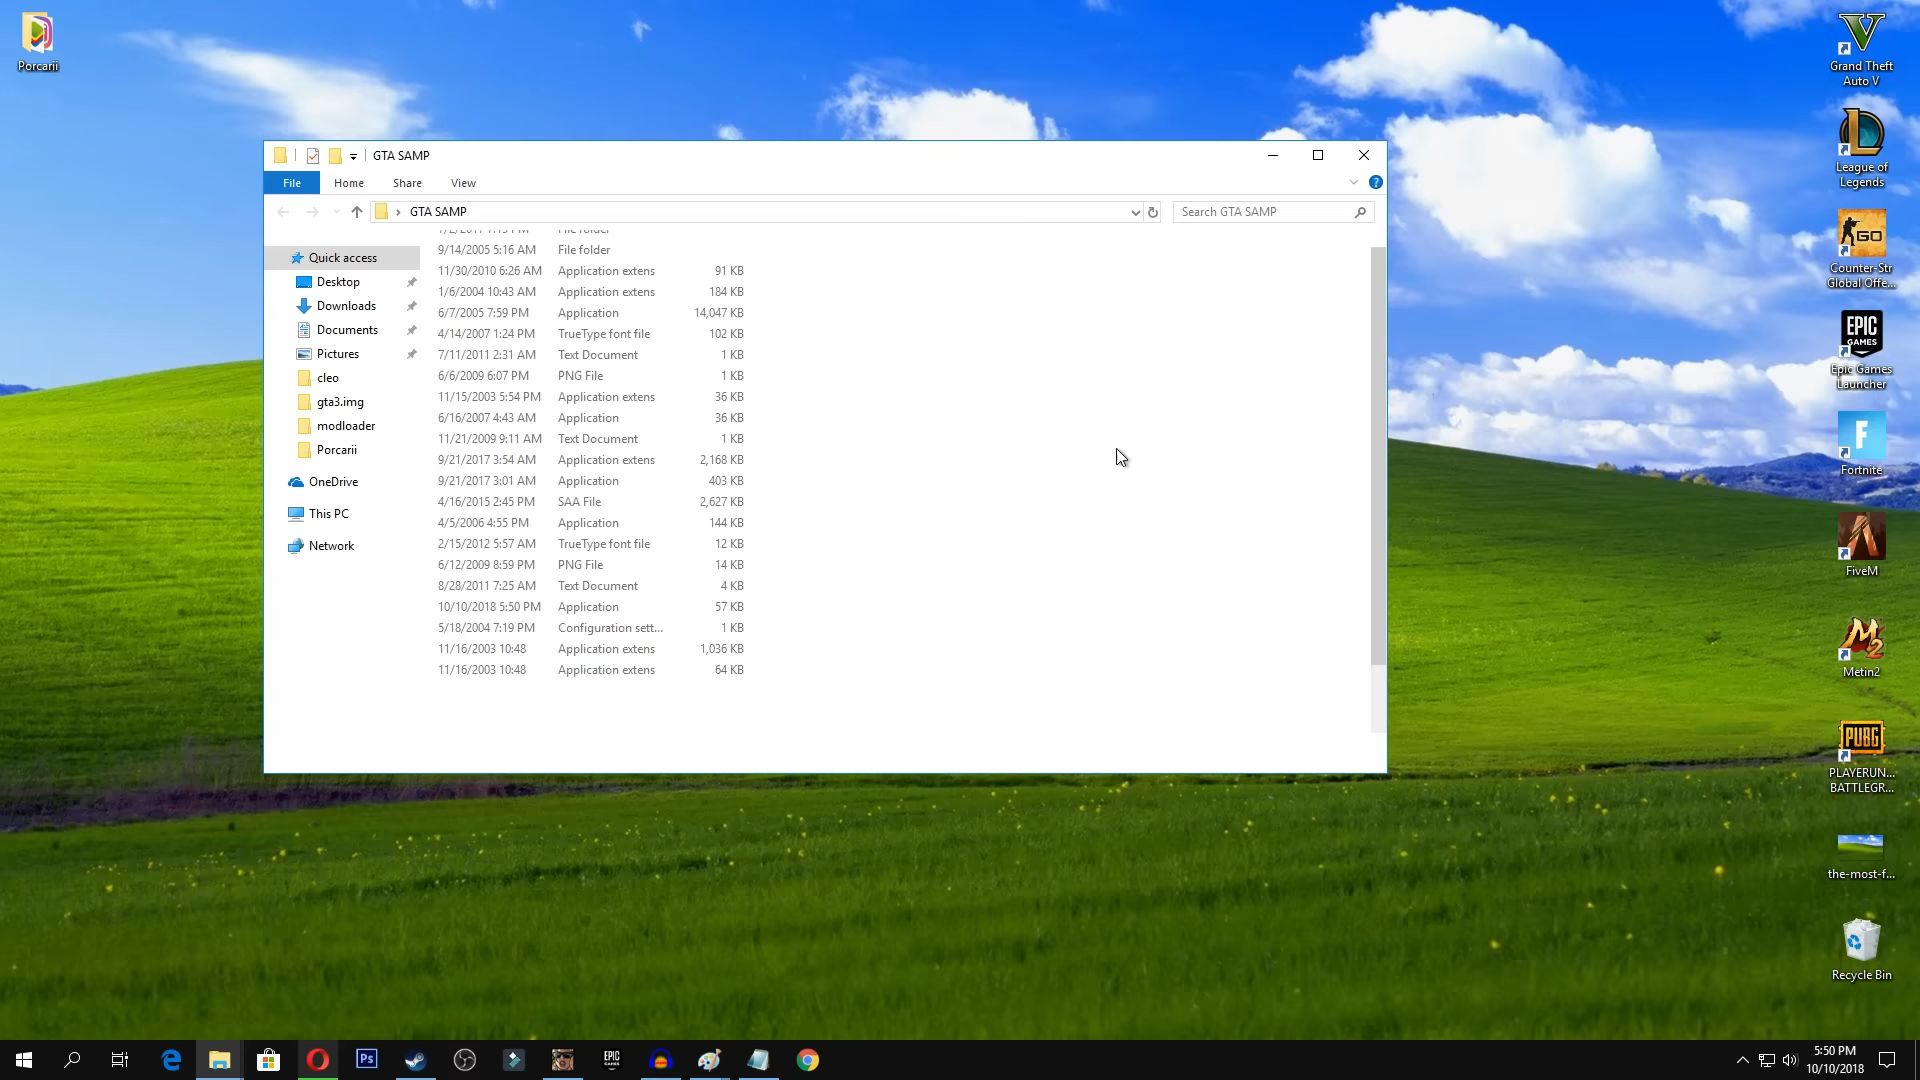 Porcarii
GTA SAMP
File Home Share View
GTA SAMP
Search GTA SAMP
Quick access
Desktop
Downloads
Documents
Pictures
cleo
gta3.img
modloader
Porcarii
OneDrive
This PC
Network
9/14/2005 5:16 AM File folder
11/30/2010 6:26 AM Application extens 91 KB
1/6/2004 10:43 AM Application extens 184 KB
6/7/2005 7:59 PM Application 14,047 KB
4/14/2007 1:24 PM TrueType font file 102 KB
7/11/2011 2:31 AM Text Document 1 KB
6/6/2009 6:07 PM PNG File 1 KB
11/15/2003 5:54 PM Application extens 36 KB
6/16/2007 4:43 AM Application 36 KB
11/21/2009 9:11 AM Text Document 1 KB
9/21/2017 3:54 AM Application extens 2,168 KB
9/21/2017 3:01 AM Application 403 KB
4/16/2015 2:45 PM SAA File 2,627 KB
4/5/2006 4:55 PM Application 144 KB
2/15/2012 5:57 AM TrueType font file 12 KB
6/12/2009 8:59 PM PNG File 14 KB
8/28/2011 7:25 AM Text Document 4 KB
10/10/2018 5:50 PM Application 57 KB
5/18/2004 7:19 PM Configuration sett... 1 KB
11/16/2003 10:48 Application extens 1,036 KB
11/16/2003 10:48 Application extens 64 KB
Grand Theft
Auto V
League of
Legends
GO
Counter-Str
Global Offe...
EPIC
GAMES
Epic Games
Launcher
F
Fortnite
FiveM
M2
Metin2
PUBG
PLAYERUN...
BATTLEGR...
the-most-f...
Recycle Bin
Ps
EPIC
GAMES
5:50 PM
10/10/2018